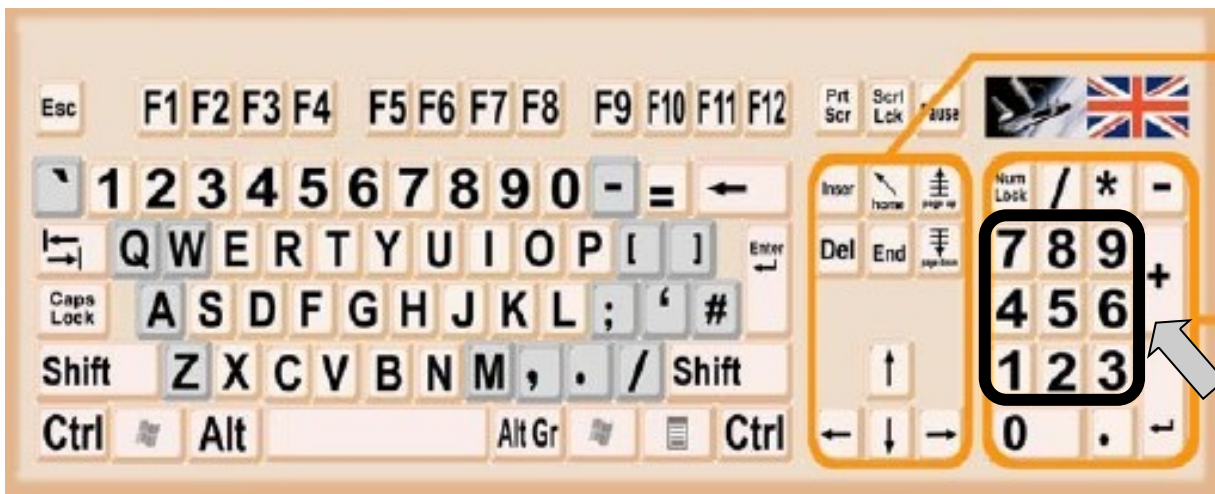 Esc F1 F2 F3 F4 F5 F6 F7 F8 F9 F10 F11 F12 Prt Scr Scrl Lck Pause
` 1 2 3 4 5 6 7 8 9 0 - = ← Inser home page up Num Lock / * -
Q W E R T Y U I O P [ ] Enter Del End page down 7 8 9 +
Caps Lock A S D F G H J K L ; ‘ # 4 5 6
Shift Z X C V B N M , . / Shift ↑ 1 2 3
Ctrl Alt Alt Gr Ctrl ← ↓ → 0 . ↵